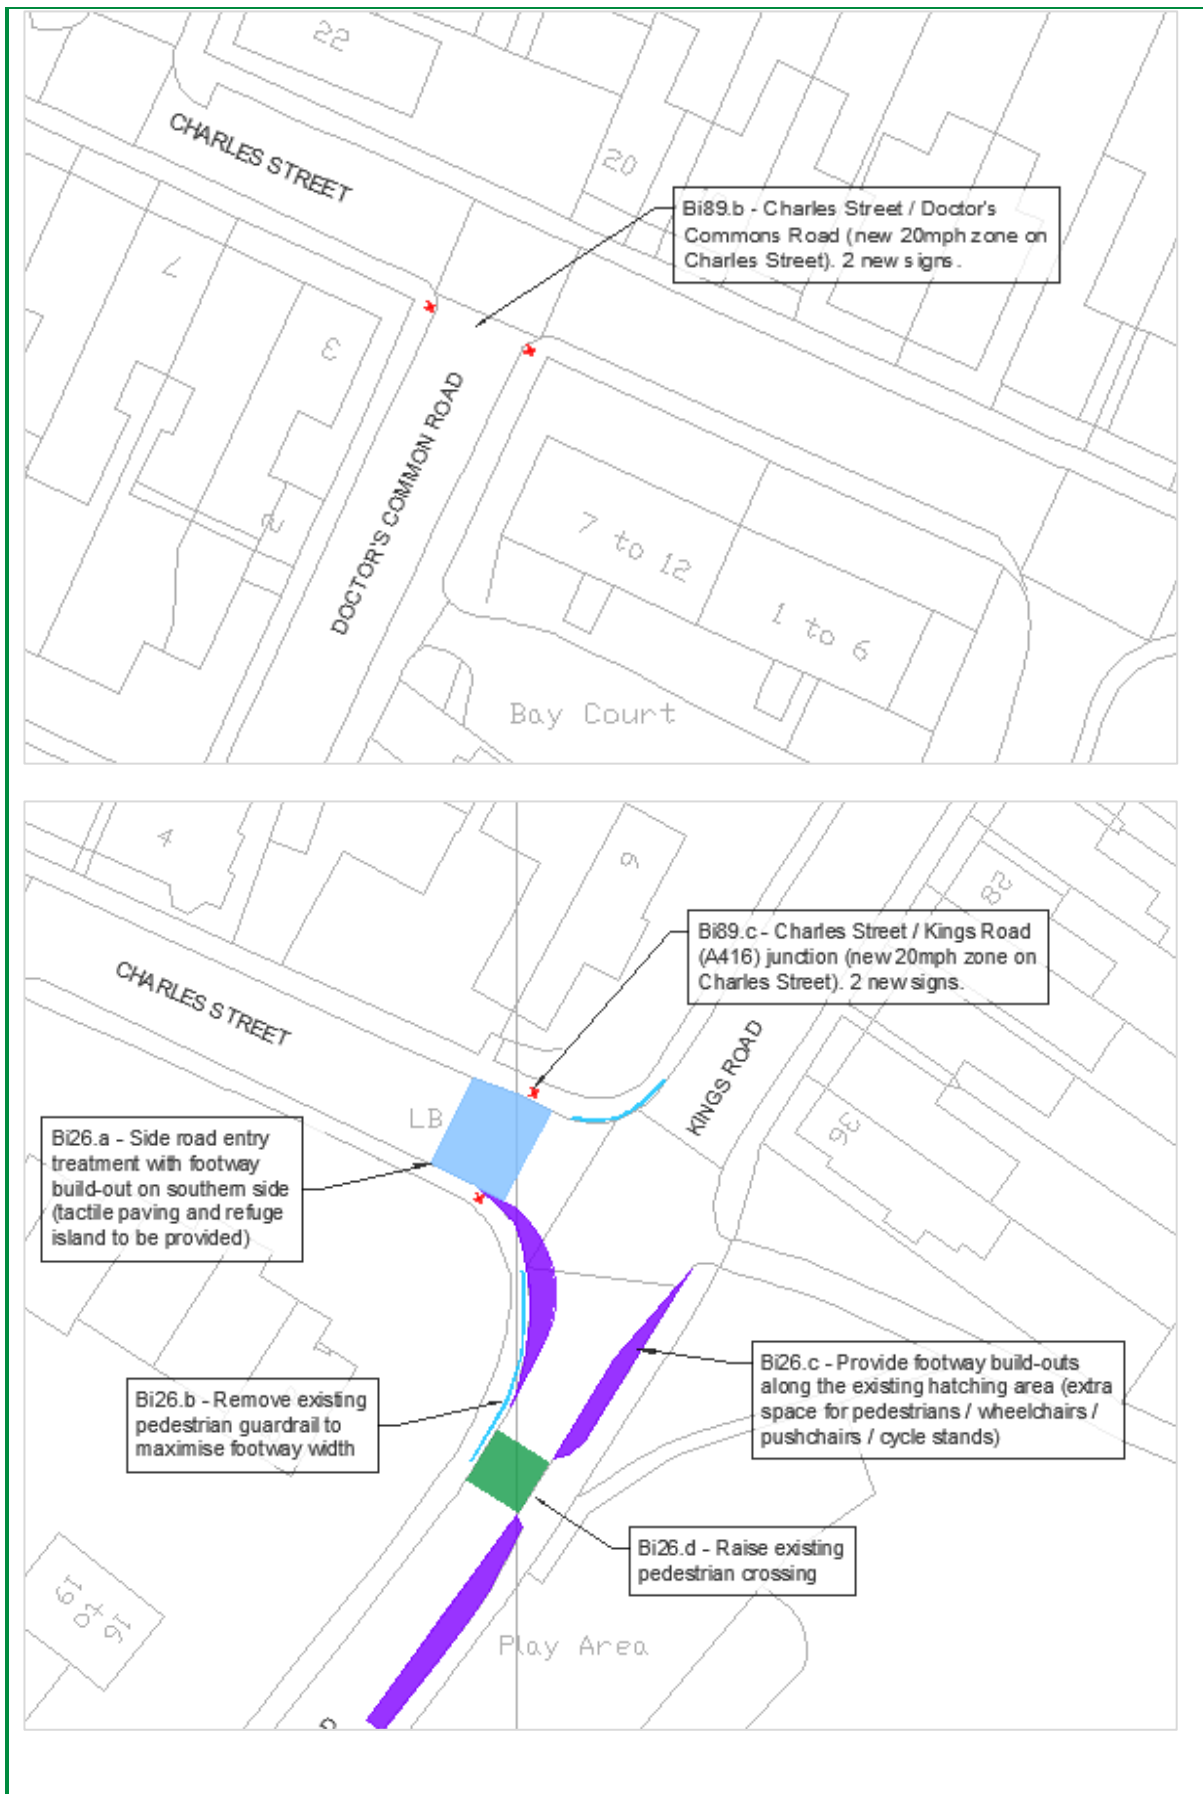 22
CHARLES STREET
20
Bi89.b - Charles Street / Doctor's
Commons Road (new 20mph zone on
Charles Street). 2 new signs.
7
3
2
DOCTOR'S COMMON ROAD
7 to 12
1 to 6
Bay Court
4
6
28
Bi89.c - Charles Street / Kings Road
(A416) junction (new 20mph zone on
Charles Street). 2 new signs.
CHARLES STREET
KINGS ROAD
LB
36
Bi26.a - Side road entry
treatment with footway
build-out on southern side
(tactile paving and refuge
island to be provided)
1
Bi26.b - Remove existing
pedestrian guardrail to
maximise footway width
Bi26.c - Provide footway build-outs
along the existing hatching area (extra
space for pedestrians / wheelchairs /
pushchairs / cycle stands)
Bi26.d - Raise existing
pedestrian crossing
16
to
19
Play Area
D